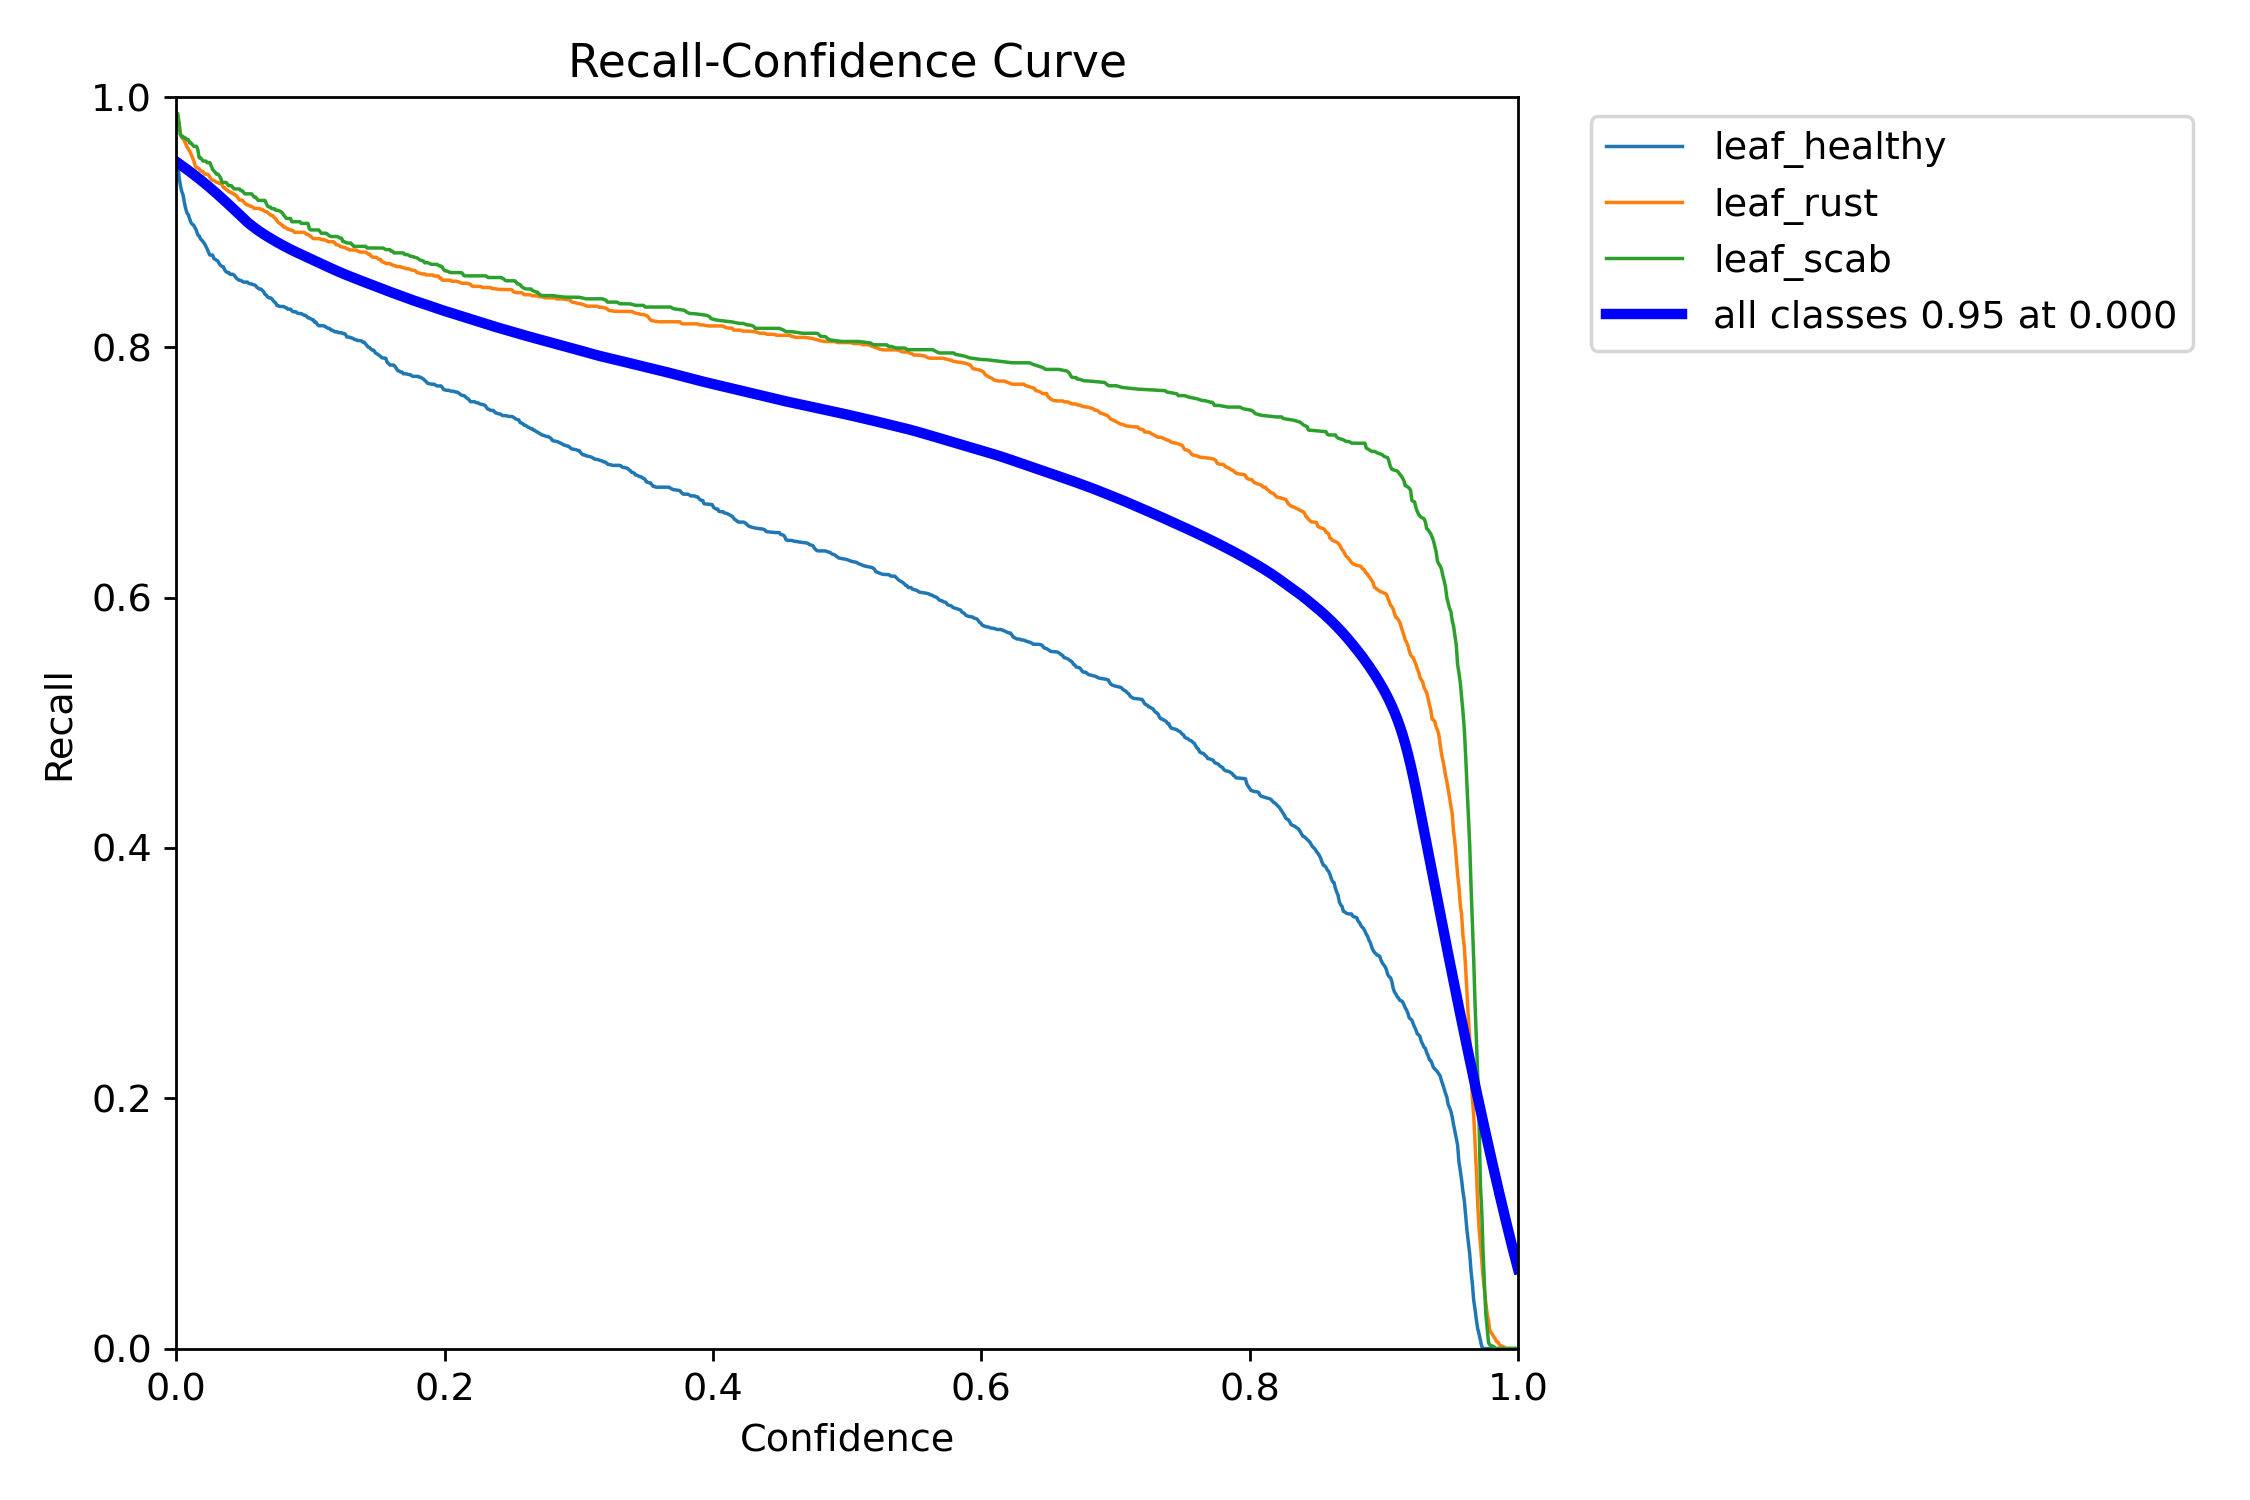 Recall-Confidence Curve
1.0
0.8
0.6
0.4
0.2
0.0
Recall
0.0 0.2 0.4 0.6 0.8 1.0
Confidence
leaf_healthy
leaf_rust
leaf_scab
all classes 0.95 at 0.000